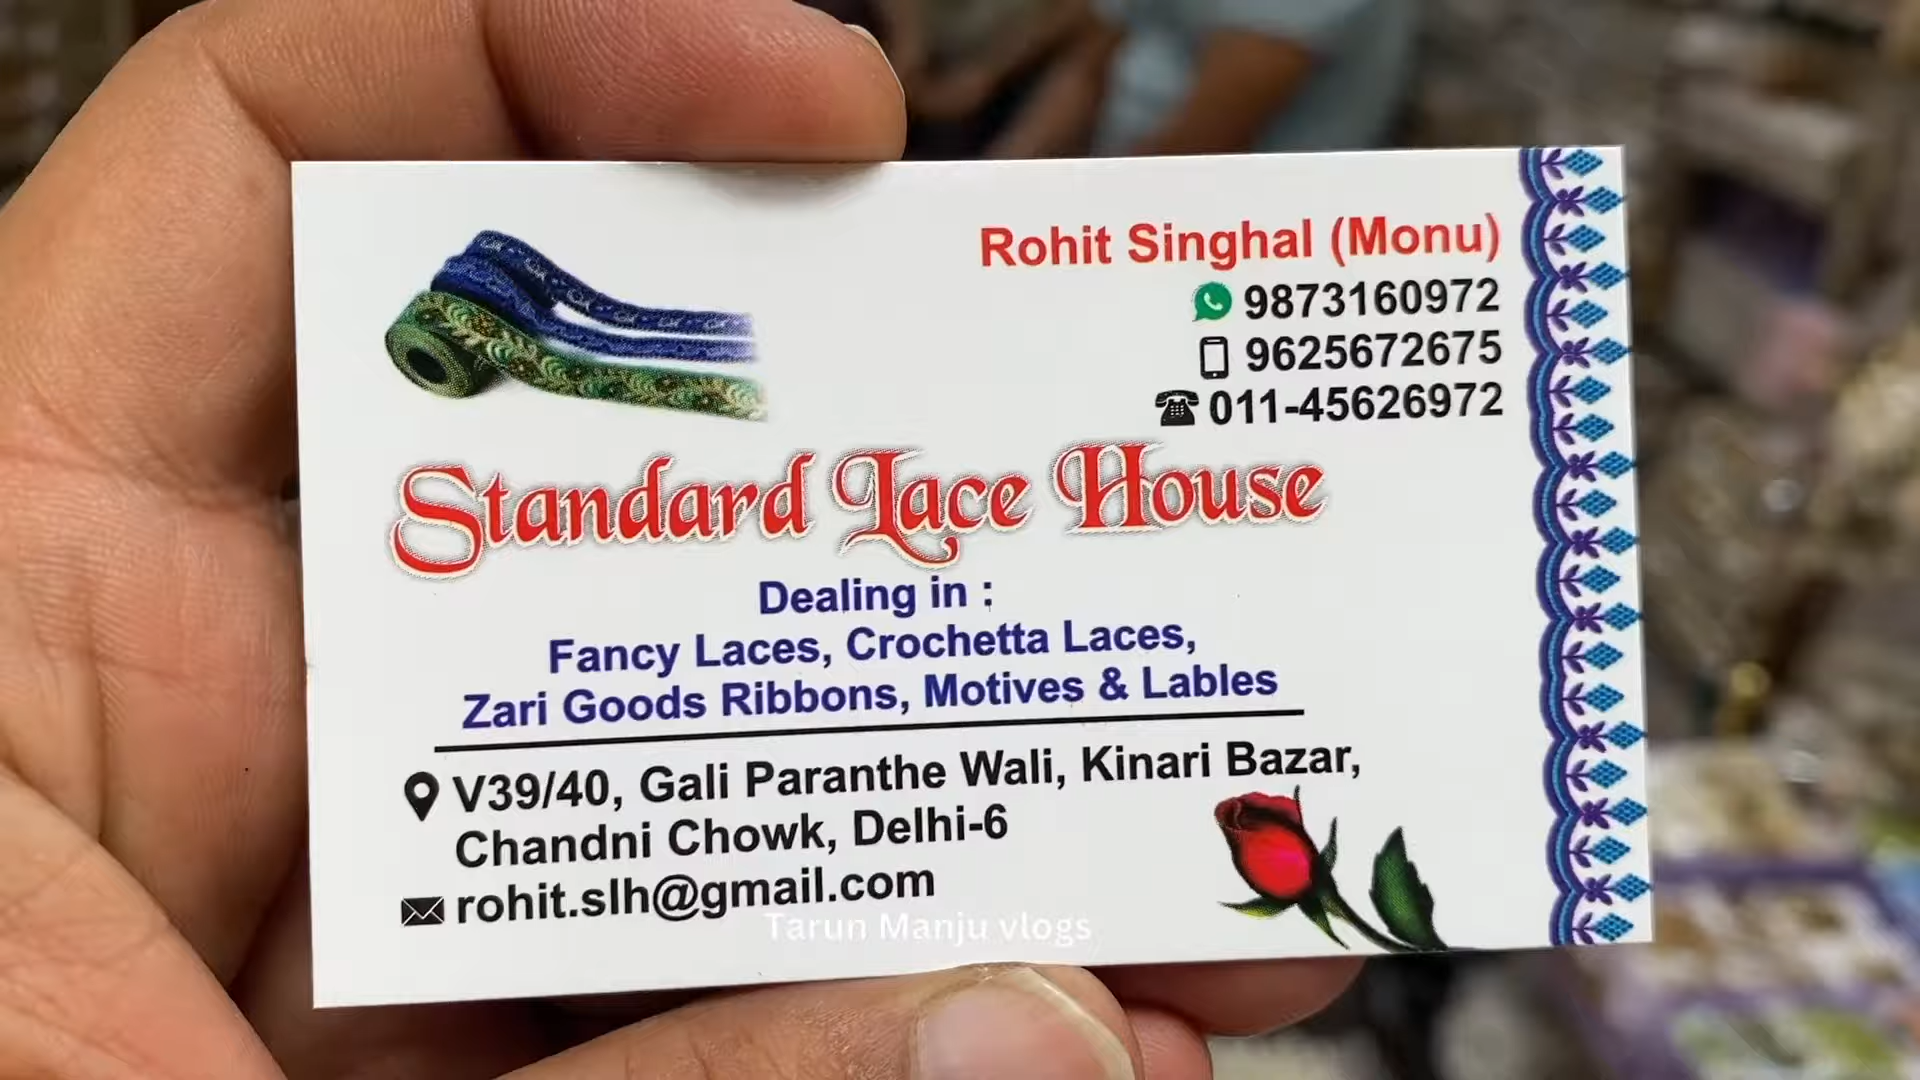 Rohit Singhal (Monu)
9873160972
9625672675
011-45626972
Standard Lace House
Dealing in :
Fancy Laces, Crochetta Laces,
Zari Goods Ribbons, Motives & Lables
V39/40, Gali Paranthe Wali, Kinari Bazar,
Chandni Chowk, Delhi-6
rohit.slh@gmail.com
Tarun Manju vlogs